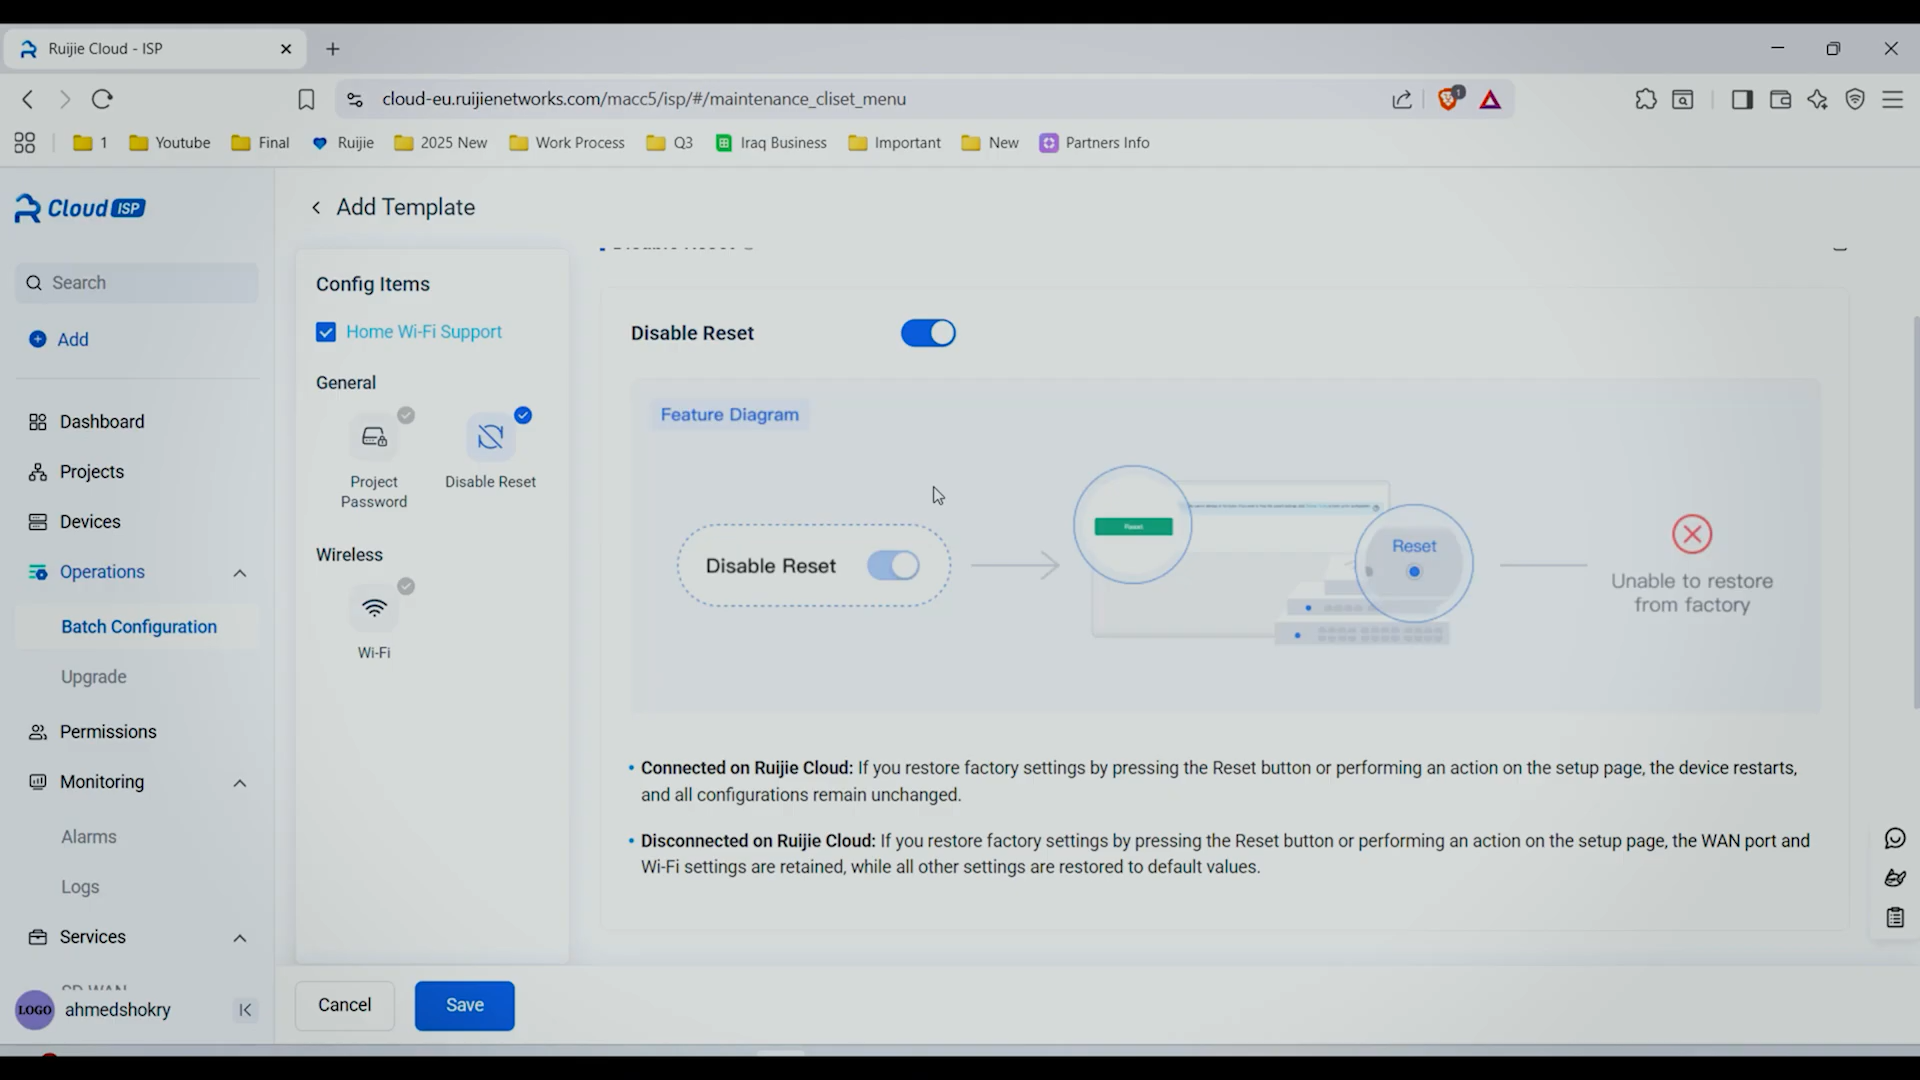 Ruijie Cloud - ISP
cloud-eu.ruijienetworks.com/macc5/isp/#/maintenance_cliset_menu
1
1
Youtube
Final
Ruijie
2025 New
Work Process
Q3
Iraq Business
Important
New
Partners Info
Cloud ISP
Add Template
Search
Config Items
Home Wi-Fi Support
Disable Reset
Add
General
Feature Diagram
Dashboard
Projects
Project
Password
Disable Reset
Devices
Reset
Reset
Operations
Disable Reset
Unable to restore
from factory
Wireless
Batch Configuration
Wi-Fi
Upgrade
Permissions
Monitoring
• Connected on Ruijie Cloud: If you restore factory settings by pressing the Reset button or performing an action on the setup page, the device restarts,
and all configurations remain unchanged.
Alarms
• Disconnected on Ruijie Cloud: If you restore factory settings by pressing the Reset button or performing an action on the setup page, the WAN port and
Wi-Fi settings are retained, while all other settings are restored to default values.
Logs
Services
LOGO
ahmedshokry
Cancel
Save